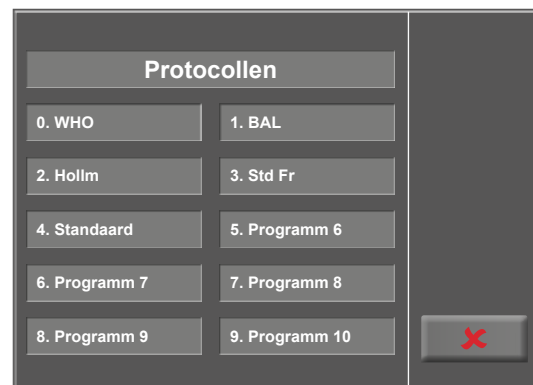 Protocollen
0. WHO
1. BAL
2. Hollm
3. Std Fr
4. Standaard
5. Programm 6
6. Programm 7
7. Programm 8
8. Programm 9
9. Programm 10